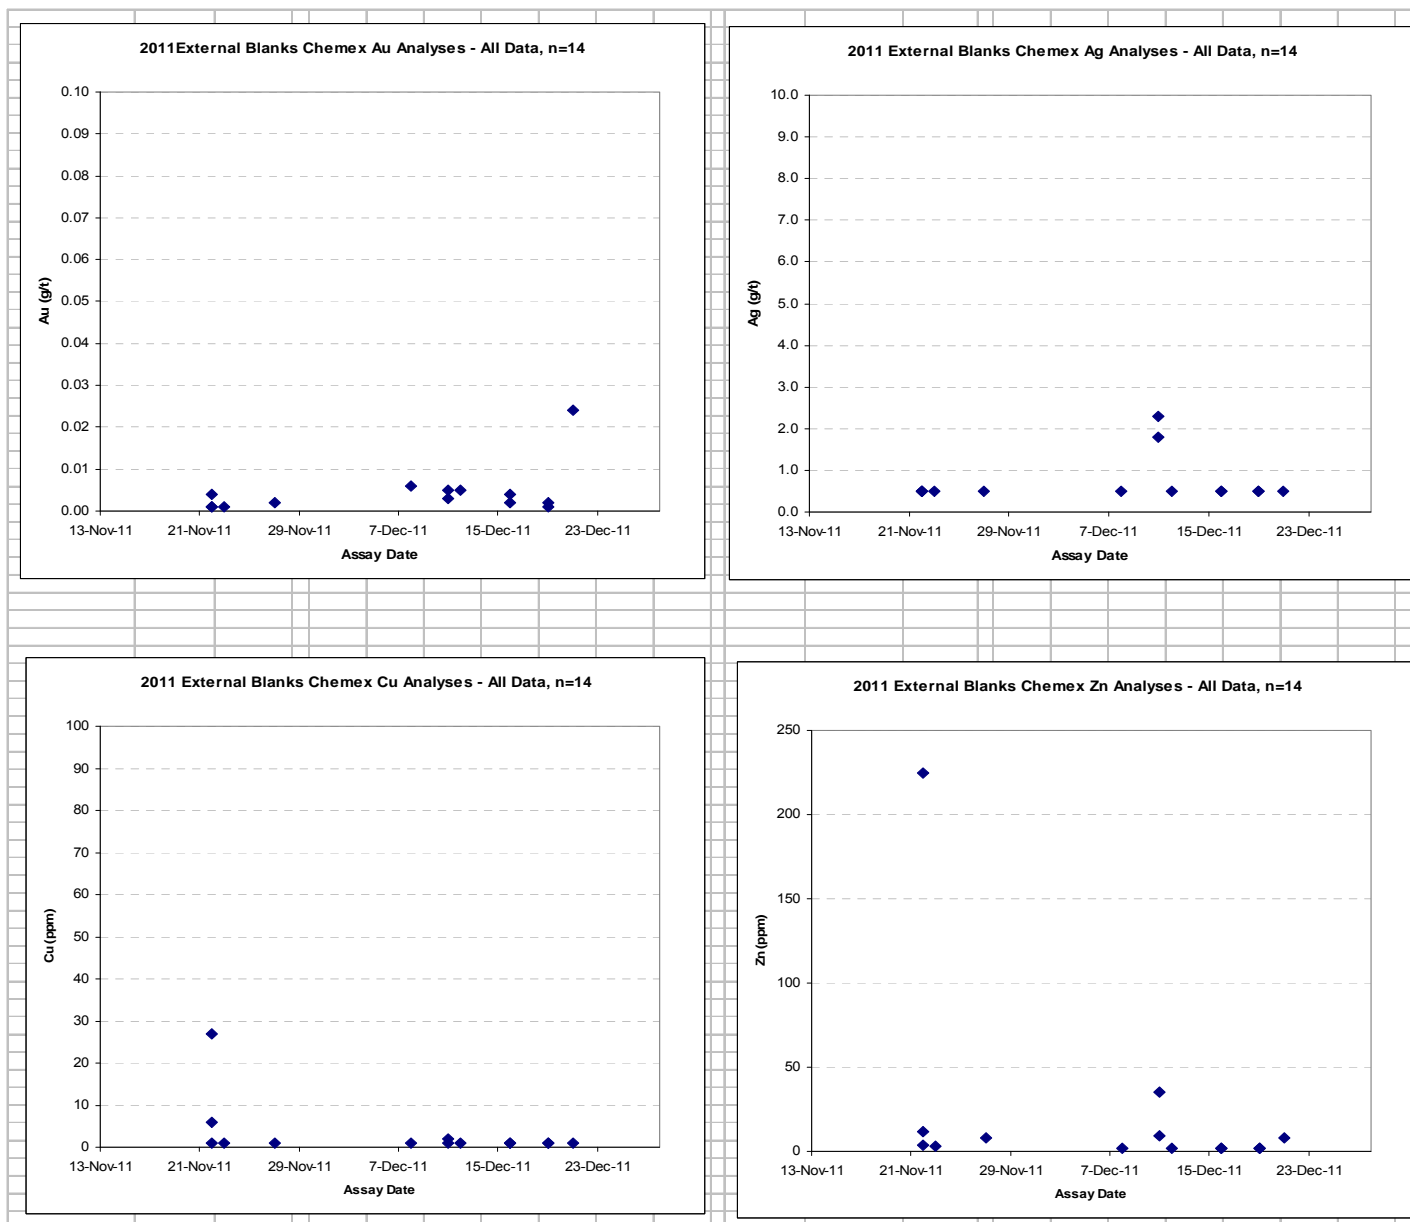 2011External Blanks Chemex Au Analyses - All Data, n=14
0.10
0.09
0.08
0.07
0.06
0.05
0.04
0.03
0.02
0.01
0.00
Au (g/t)
13-Nov-11 21-Nov-11 29-Nov-11 7-Dec-11 15-Dec-11 23-Dec-11
Assay Date
2011 External Blanks Chemex Ag Analyses - All Data, n=14
10.0
9.0
8.0
7.0
6.0
5.0
4.0
3.0
2.0
1.0
0.0
Ag (g/t)
13-Nov-11 21-Nov-11 29-Nov-11 7-Dec-11 15-Dec-11 23-Dec-11
Assay Date
2011 External Blanks Chemex Cu Analyses - All Data, n=14
100
90
80
70
60
50
40
30
20
10
0
Cu (ppm)
13-Nov-11 21-Nov-11 29-Nov-11 7-Dec-11 15-Dec-11 23-Dec-11
Assay Date
2011 External Blanks Chemex Zn Analyses - All Data, n=14
250
200
150
100
50
0
Zn (ppm)
13-Nov-11 21-Nov-11 29-Nov-11 7-Dec-11 15-Dec-11 23-Dec-11
Assay Date